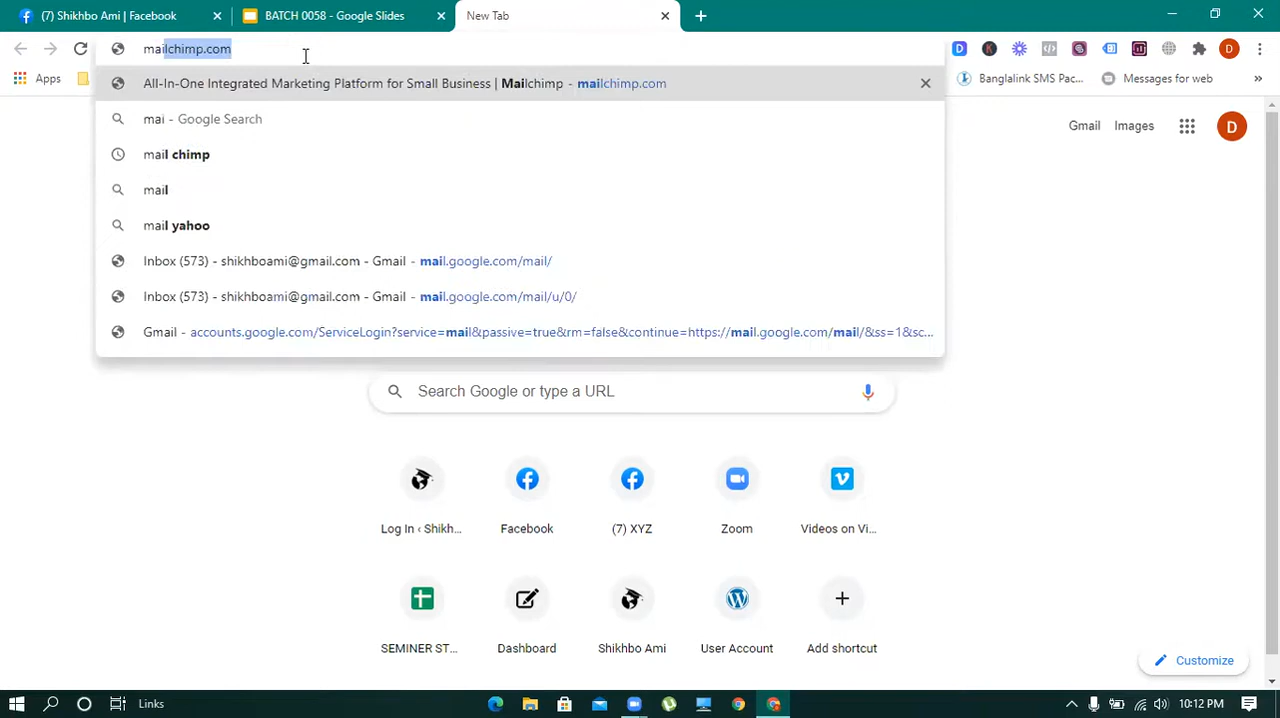 (7) Shikhbo Ami | Facebook
BATCH 0058 - Google Slides
New Tab
mailchimp.com
All-In-One Integrated Marketing Platform for Small Business | Mailchimp - mailchimp.com
mai - Google Search
mail chimp
mail
mail yahoo
Inbox (573) - shikhboami@gmail.com - Gmail - mail.google.com/mail/
Inbox (573) - shikhboami@gmail.com - Gmail - mail.google.com/mail/u/0/
Gmail - accounts.google.com/ServiceLogin?service=mail&passive=true&rm=false&continue=https://mail.google.com/mail/&ss=1&sc...
D
Apps
Banglalink SMS Pac...
Messages for web
»
Gmail
Images
D
Search Google or type a URL
Log In ‹ Shikh...
Facebook
(7) XYZ
Zoom
Videos on Vi...
SEMINER ST...
Dashboard
Shikhbo Ami
User Account
Add shortcut
Customize
Links
10:12 PM